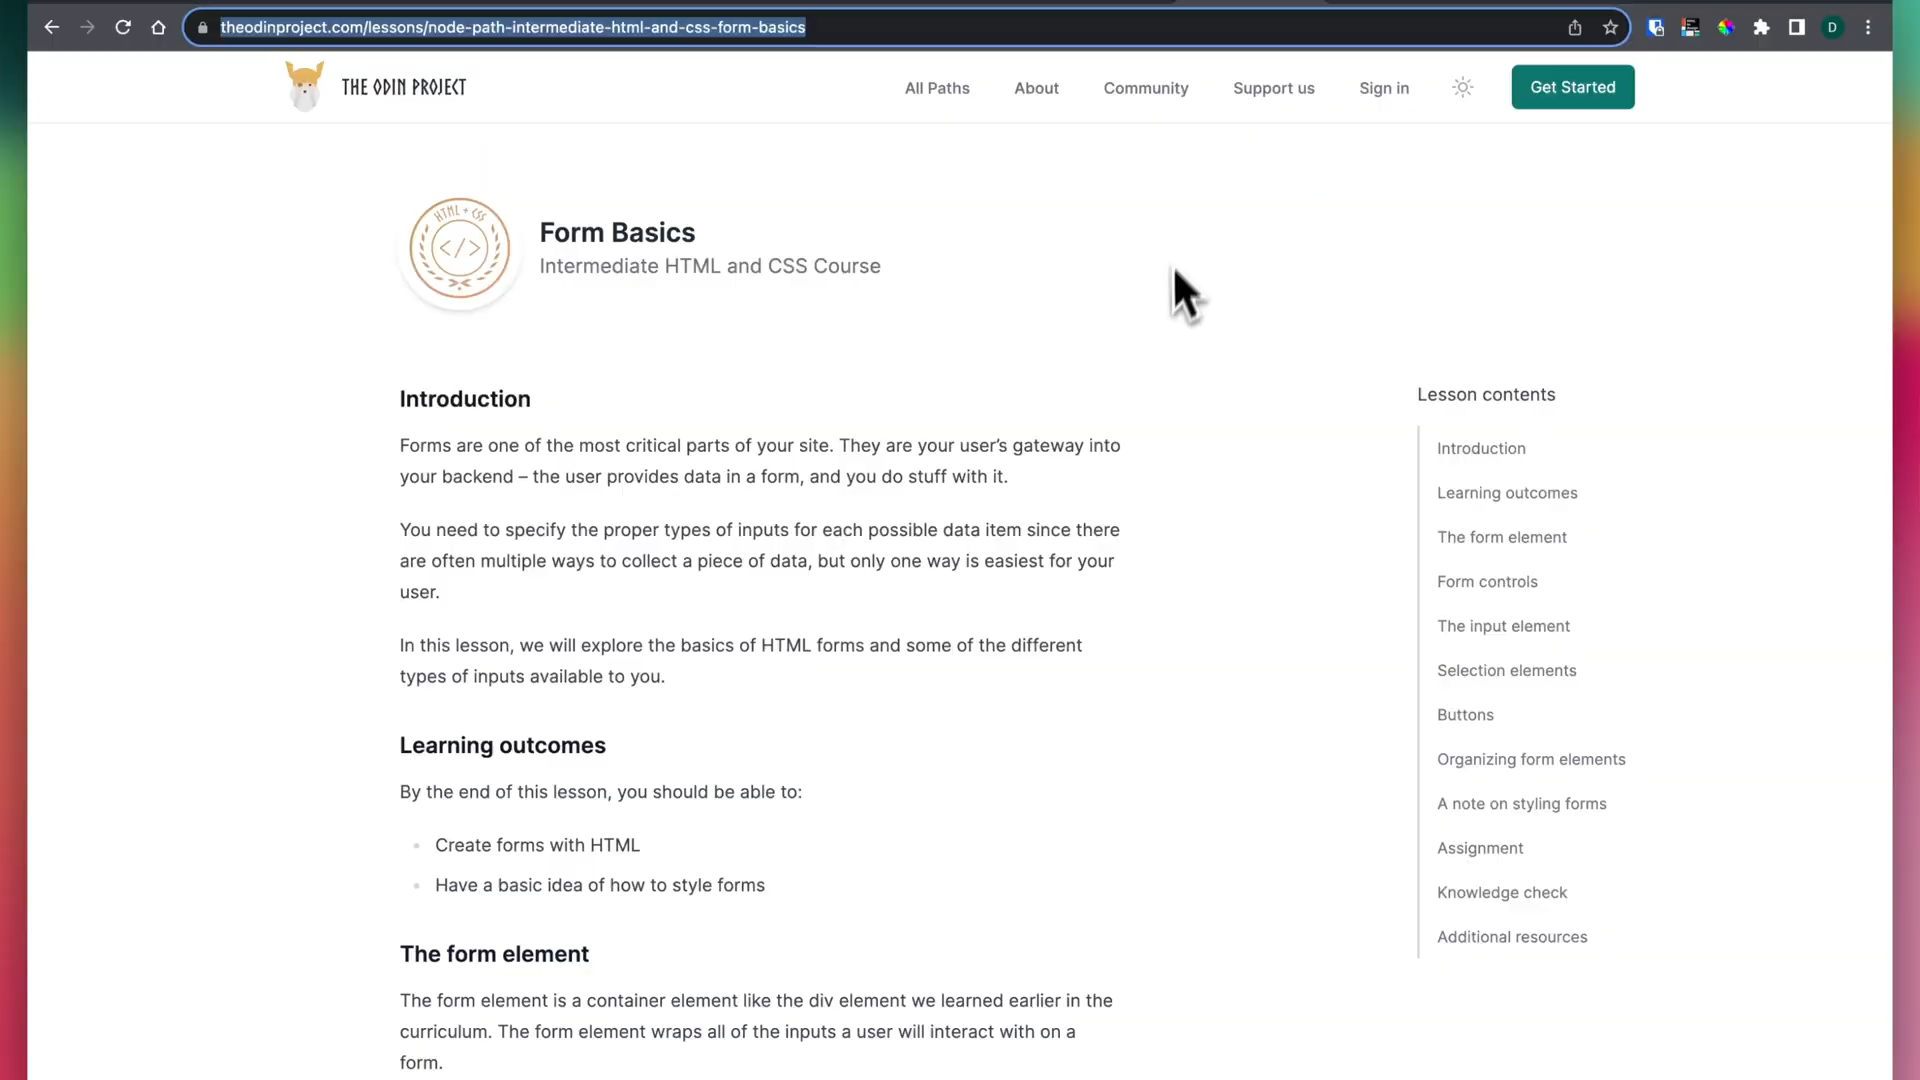 theodinproject.com/lessons/node-path-intermediate-html-and-css-form-basics
D
THE ODIN PROJECT
All Paths
About
Community
Support us
Sign in
Get Started
HTML + CSS
</>
Form Basics
Intermediate HTML and CSS Course
Introduction
Forms are one of the most critical parts of your site. They are your user’s gateway into
your backend – the user provides data in a form, and you do stuff with it.
You need to specify the proper types of inputs for each possible data item since there
are often multiple ways to collect a piece of data, but only one way is easiest for your
user.
In this lesson, we will explore the basics of HTML forms and some of the different
types of inputs available to you.
Learning outcomes
By the end of this lesson, you should be able to:
Create forms with HTML
Have a basic idea of how to style forms
The form element
The form element is a container element like the div element we learned earlier in the
curriculum. The form element wraps all of the inputs a user will interact with on a
form.
Lesson contents
Introduction
Learning outcomes
The form element
Form controls
The input element
Selection elements
Buttons
Organizing form elements
A note on styling forms
Assignment
Knowledge check
Additional resources